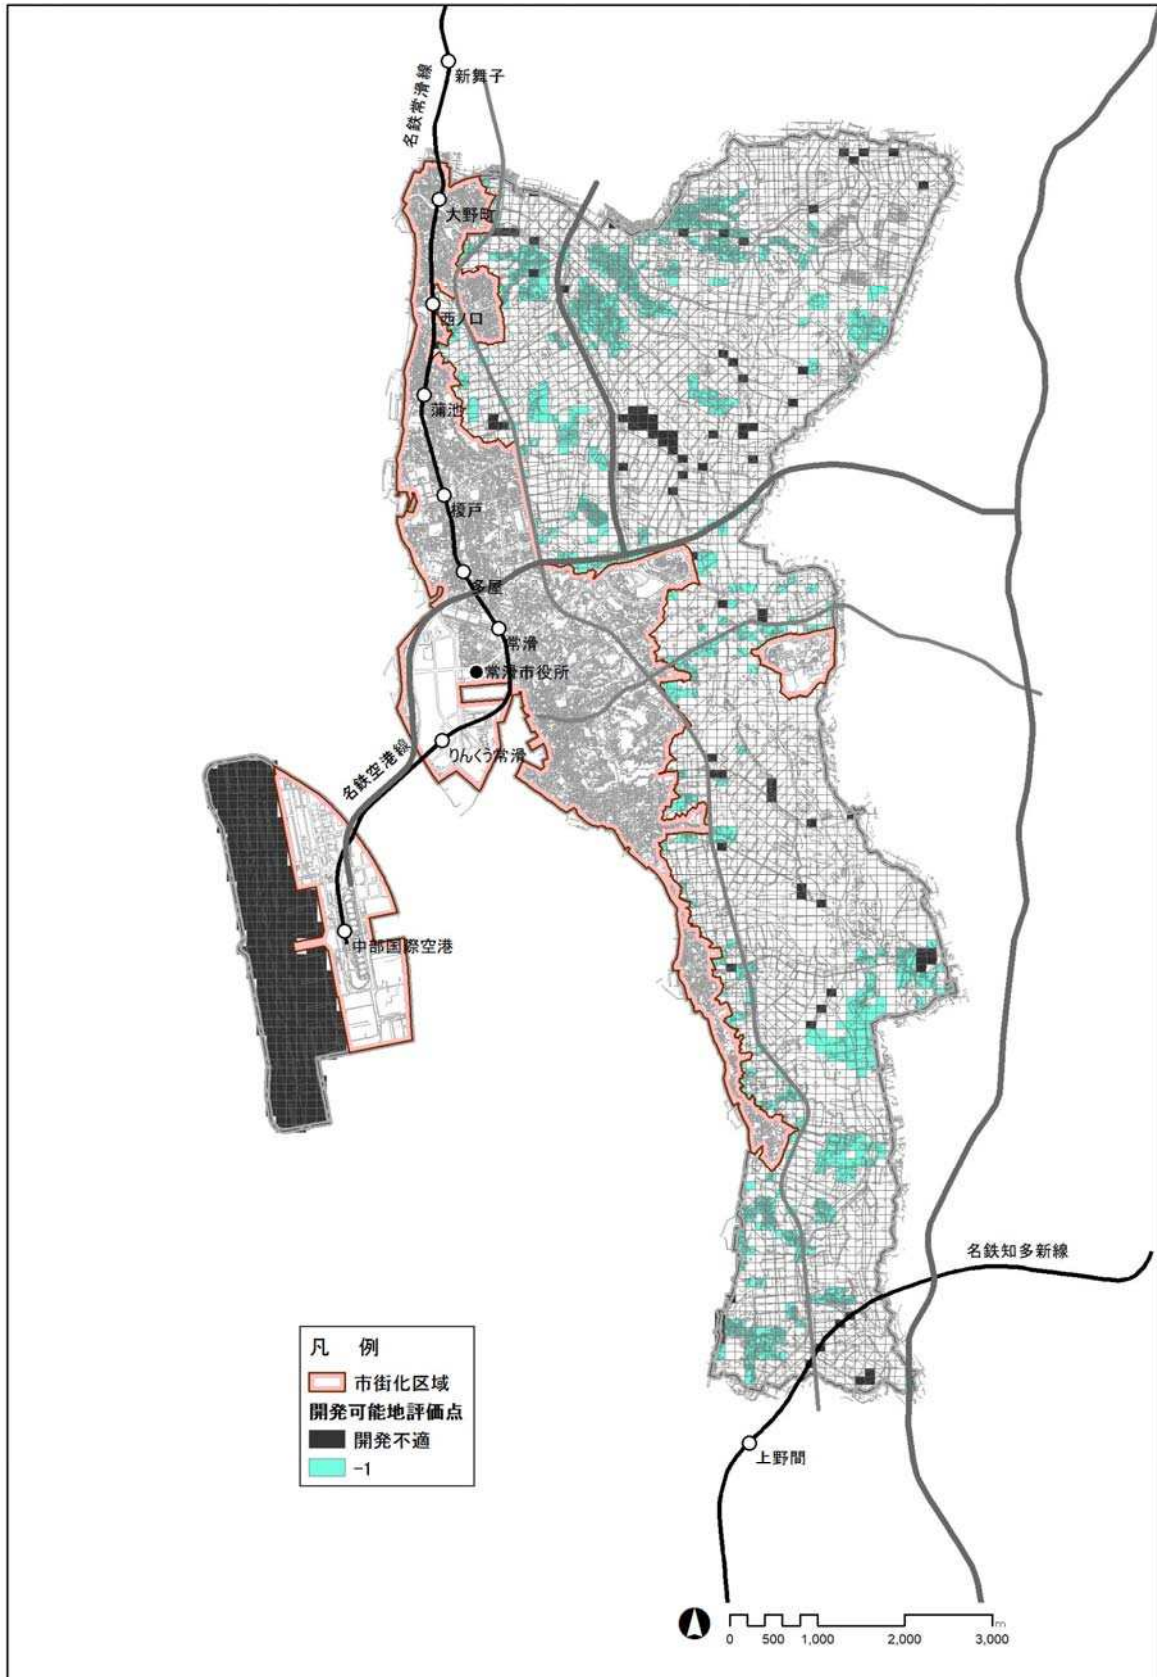 新舞子
名鉄常滑線
大野町
西ノ口
蒲池
榎戸
多屋
常滑
常滑市役所
りんくう常滑
名鉄空港線
中部国際空港
名鉄知多新線
凡 例
市街化区域
開発可能地評価点
開発不適
-1
上野間
m
0 500 1,000 2,000 3,000